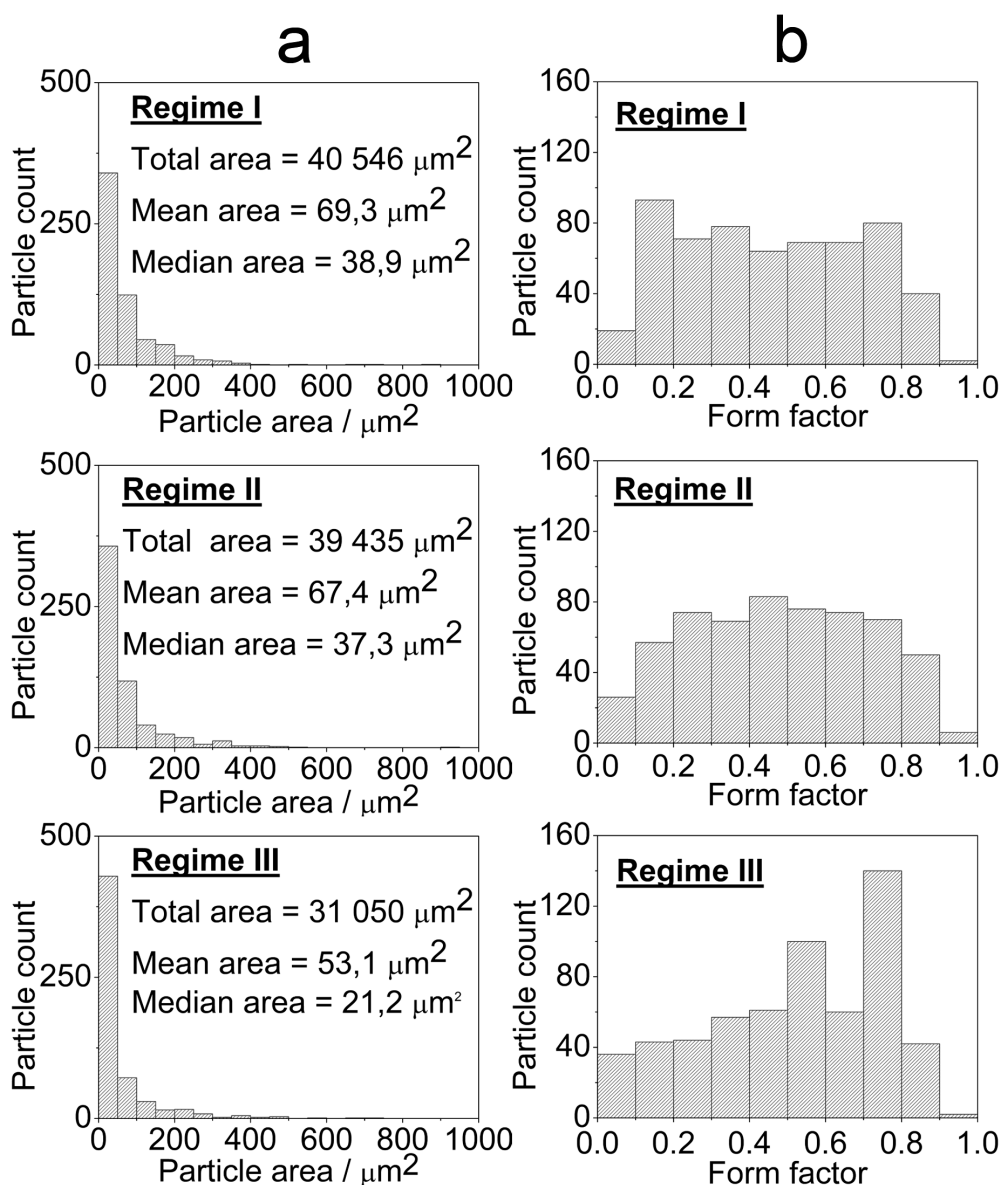 a
b
500
250
0
Particle count
Regime I
Total area = 40 546 μm²
Mean area = 69,3 μm²
Median area = 38,9 μm²
0 200 400 600 800 1000
Particle area / μm²
160
120
80
40
0
Particle count
Regime I
0.0 0.2 0.4 0.6 0.8 1.0
Form factor
500
250
0
Particle count
Regime II
Total area = 39 435 μm²
Mean area = 67,4 μm²
Median area = 37,3 μm²
0 200 400 600 800 1000
Particle area / μm²
160
120
80
40
0
Particle count
Regime II
0.0 0.2 0.4 0.6 0.8 1.0
Form factor
500
250
0
Particle count
Regime III
Total area = 31 050 μm²
Mean area = 53,1 μm²
Median area = 21,2 μm²
0 200 400 600 800 1000
Particle area / μm²
160
120
80
40
0
Particle count
Regime III
0.0 0.2 0.4 0.6 0.8 1.0
Form factor